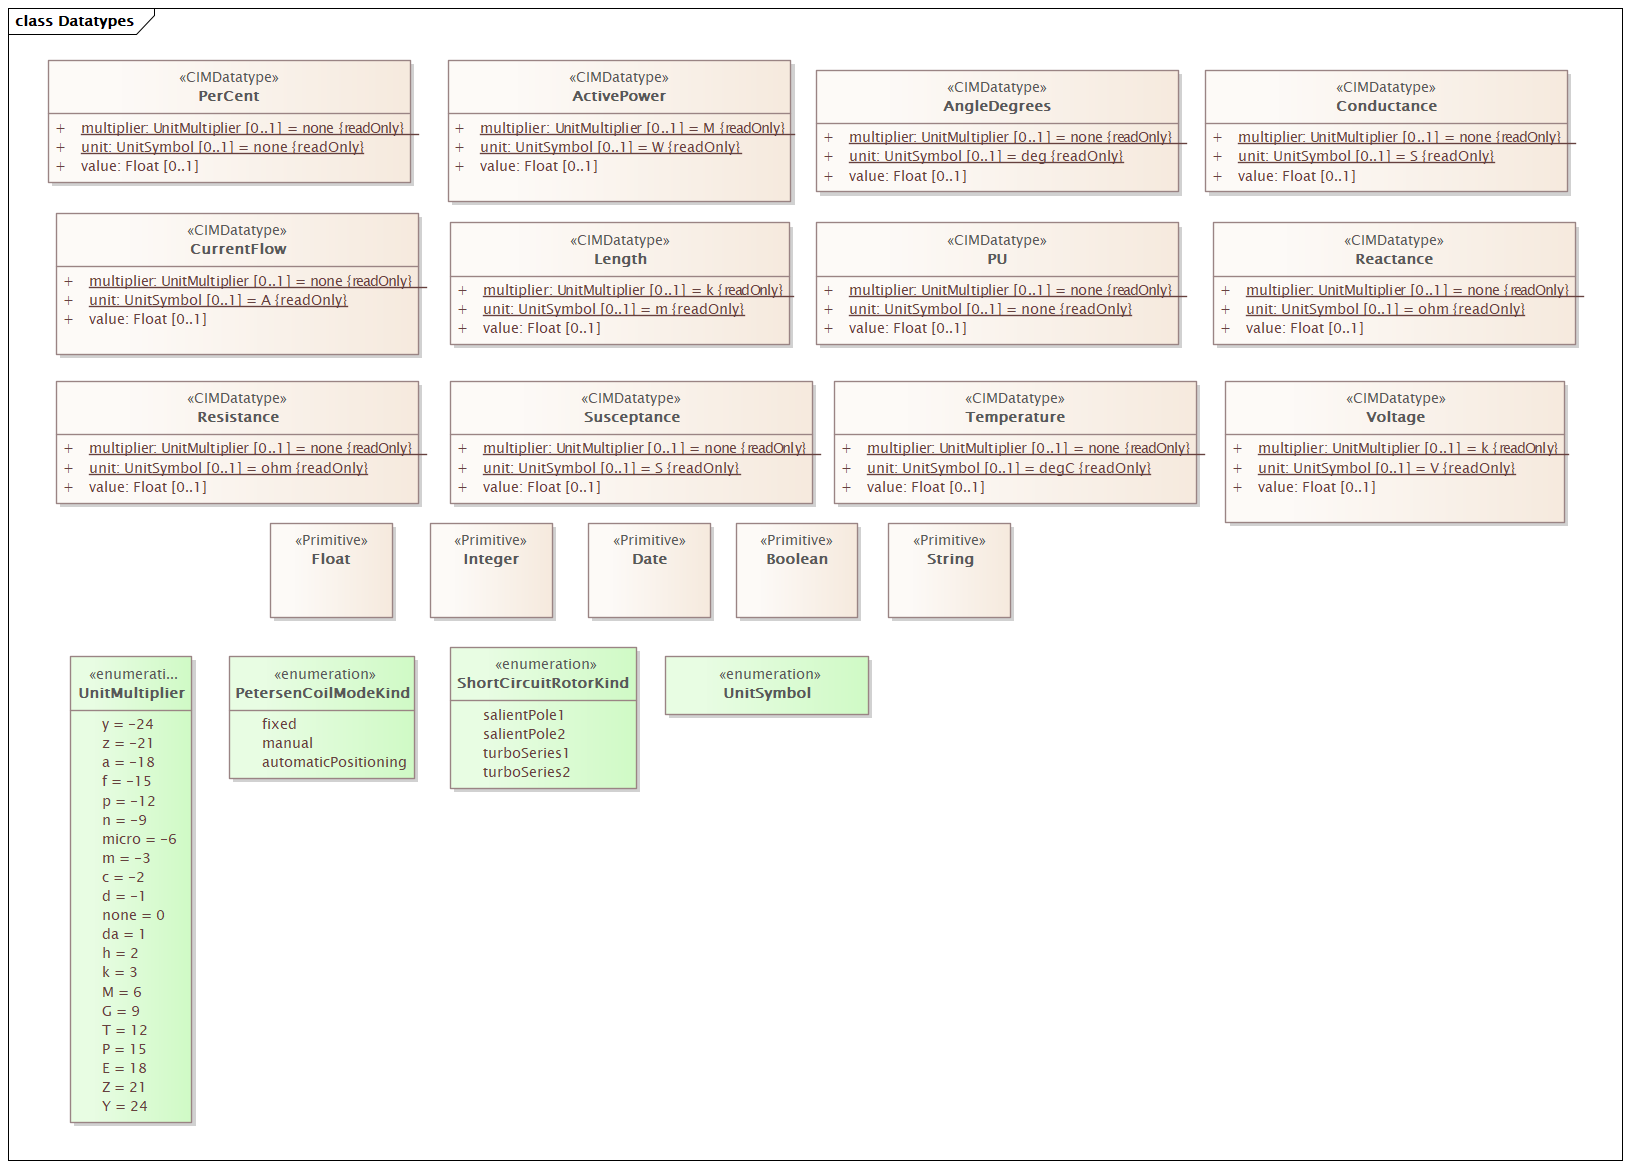 class Datatypes
«CIMDatatype»
PerCent
+ multiplier: UnitMultiplier [0..1] = none {readOnly}
+ unit: UnitSymbol [0..1] = none {readOnly}
+ value: Float [0..1]
«CIMDatatype»
ActivePower
+ multiplier: UnitMultiplier [0..1] = M {readOnly}
+ unit: UnitSymbol [0..1] = W {readOnly}
+ value: Float [0..1]
«CIMDatatype»
AngleDegrees
+ multiplier: UnitMultiplier [0..1] = none {readOnly}
+ unit: UnitSymbol [0..1] = deg {readOnly}
+ value: Float [0..1]
«CIMDatatype»
Conductance
+ multiplier: UnitMultiplier [0..1] = none {readOnly}
+ unit: UnitSymbol [0..1] = S {readOnly}
+ value: Float [0..1]
«CIMDatatype»
CurrentFlow
+ multiplier: UnitMultiplier [0..1] = none {readOnly}
+ unit: UnitSymbol [0..1] = A {readOnly}
+ value: Float [0..1]
«CIMDatatype»
Length
+ multiplier: UnitMultiplier [0..1] = k {readOnly}
+ unit: UnitSymbol [0..1] = m {readOnly}
+ value: Float [0..1]
«CIMDatatype»
PU
+ multiplier: UnitMultiplier [0..1] = none {readOnly}
+ unit: UnitSymbol [0..1] = none {readOnly}
+ value: Float [0..1]
«CIMDatatype»
Reactance
+ multiplier: UnitMultiplier [0..1] = none {readOnly}
+ unit: UnitSymbol [0..1] = ohm {readOnly}
+ value: Float [0..1]
«CIMDatatype»
Resistance
+ multiplier: UnitMultiplier [0..1] = none {readOnly}
+ unit: UnitSymbol [0..1] = ohm {readOnly}
+ value: Float [0..1]
«CIMDatatype»
Susceptance
+ multiplier: UnitMultiplier [0..1] = none {readOnly}
+ unit: UnitSymbol [0..1] = S {readOnly}
+ value: Float [0..1]
«CIMDatatype»
Temperature
+ multiplier: UnitMultiplier [0..1] = none {readOnly}
+ unit: UnitSymbol [0..1] = degC {readOnly}
+ value: Float [0..1]
«CIMDatatype»
Voltage
+ multiplier: UnitMultiplier [0..1] = k {readOnly}
+ unit: UnitSymbol [0..1] = V {readOnly}
+ value: Float [0..1]
«Primitive»
Float
«Primitive»
Integer
«Primitive»
Date
«Primitive»
Boolean
«Primitive»
String
«enumerati...
UnitMultiplier
y = -24
z = -21
a = -18
f = -15
p = -12
n = -9
micro = -6
m = -3
c = -2
d = -1
none = 0
da = 1
h = 2
k = 3
M = 6
G = 9
T = 12
P = 15
E = 18
Z = 21
Y = 24
«enumeration»
PetersenCoilModeKind
fixed
manual
automaticPositioning
«enumeration»
ShortCircuitRotorKind
salientPole1
salientPole2
turboSeries1
turboSeries2
«enumeration»
UnitSymbol